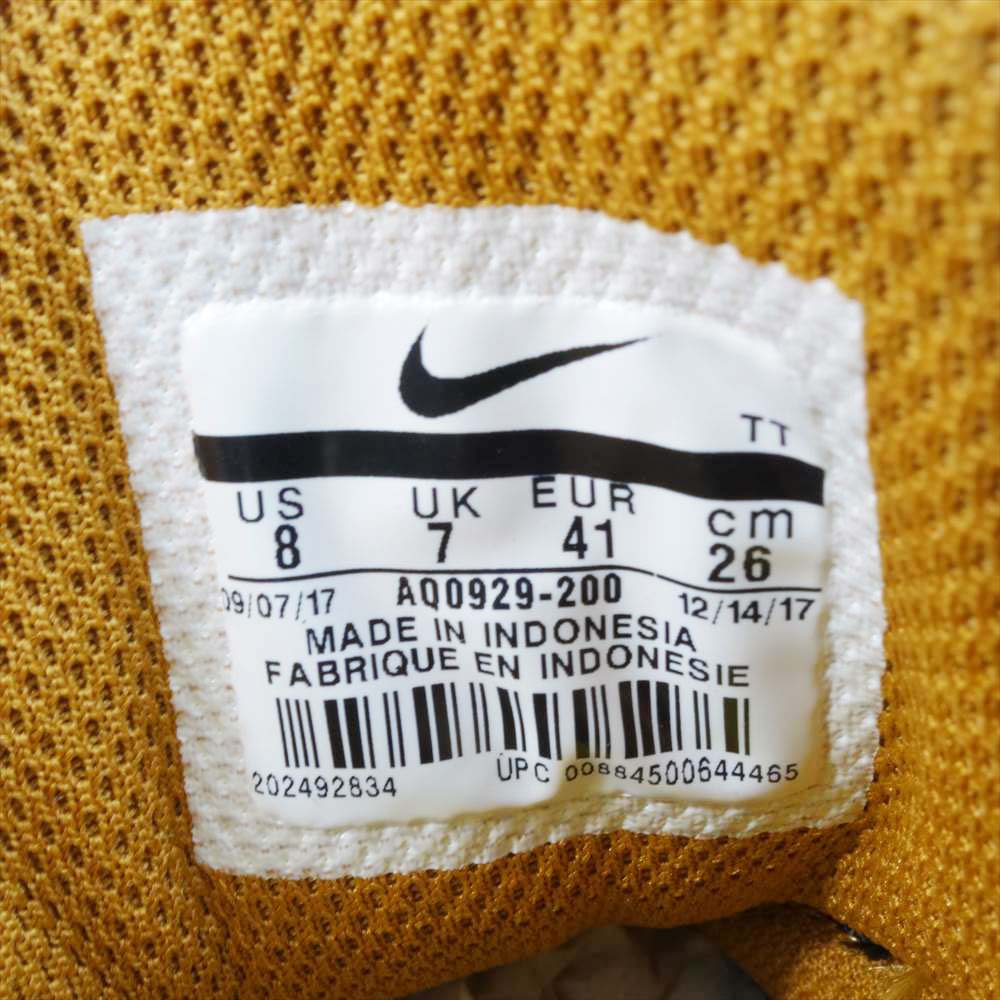 TT
US UK EUR cm
8 7 41 26
09/07/17 AQ0929-200 12/14/17
MADE IN INDONESIA
FABRIQUE EN INDONESIE
202492834 UPC 00884500644465